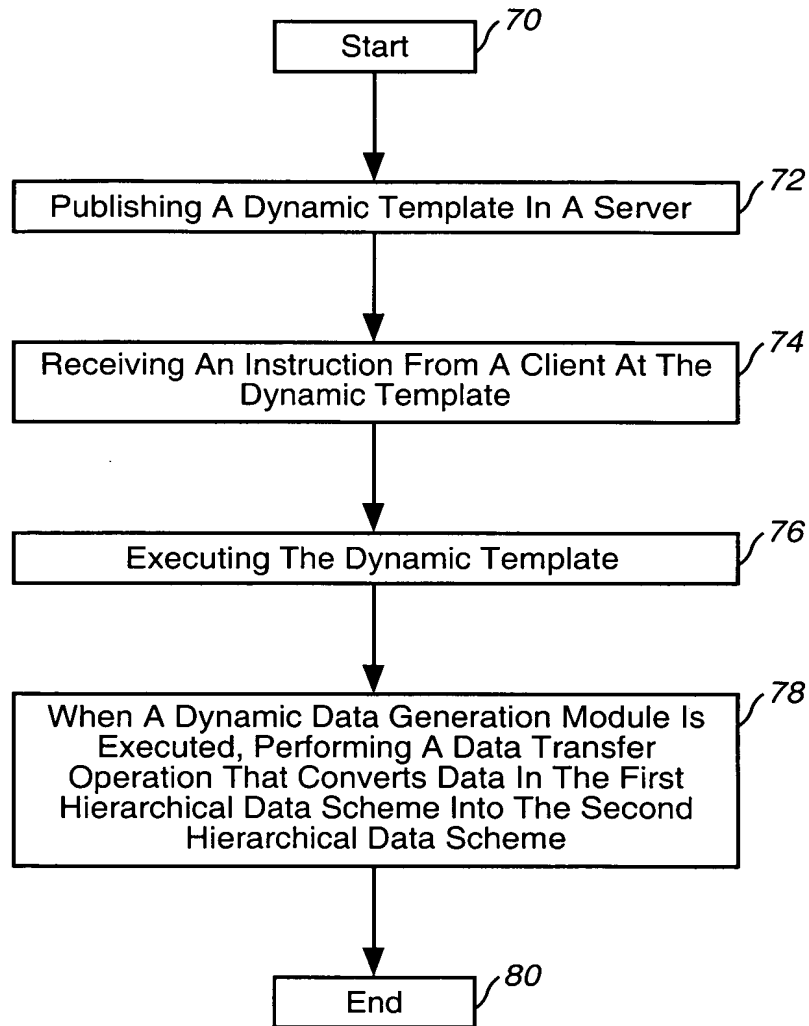 70
Start
72
Publishing A Dynamic Template In A Server
74
Receiving An Instruction From A Client At The
Dynamic Template
76
Executing The Dynamic Template
78
When A Dynamic Data Generation Module Is
Executed, Performing A Data Transfer
Operation That Converts Data In The First
Hierarchical Data Scheme Into The Second
Hierarchical Data Scheme
80
End